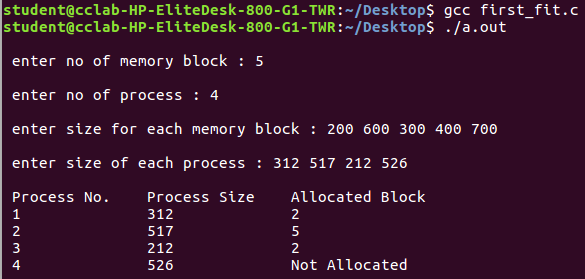 student@cclab-HP-EliteDesk-800-G1-TWR:~/Desktop$ gcc first_fit.c
student@cclab-HP-EliteDesk-800-G1-TWR:~/Desktop$ ./a.out
enter no of memory block : 5
enter no of process : 4
enter size for each memory block : 200 600 300 400 700
enter size of each process : 312 517 212 526
Process No. Process Size Allocated Block
1 312 2
2 517 5
3 212 2
4 526 Not Allocated